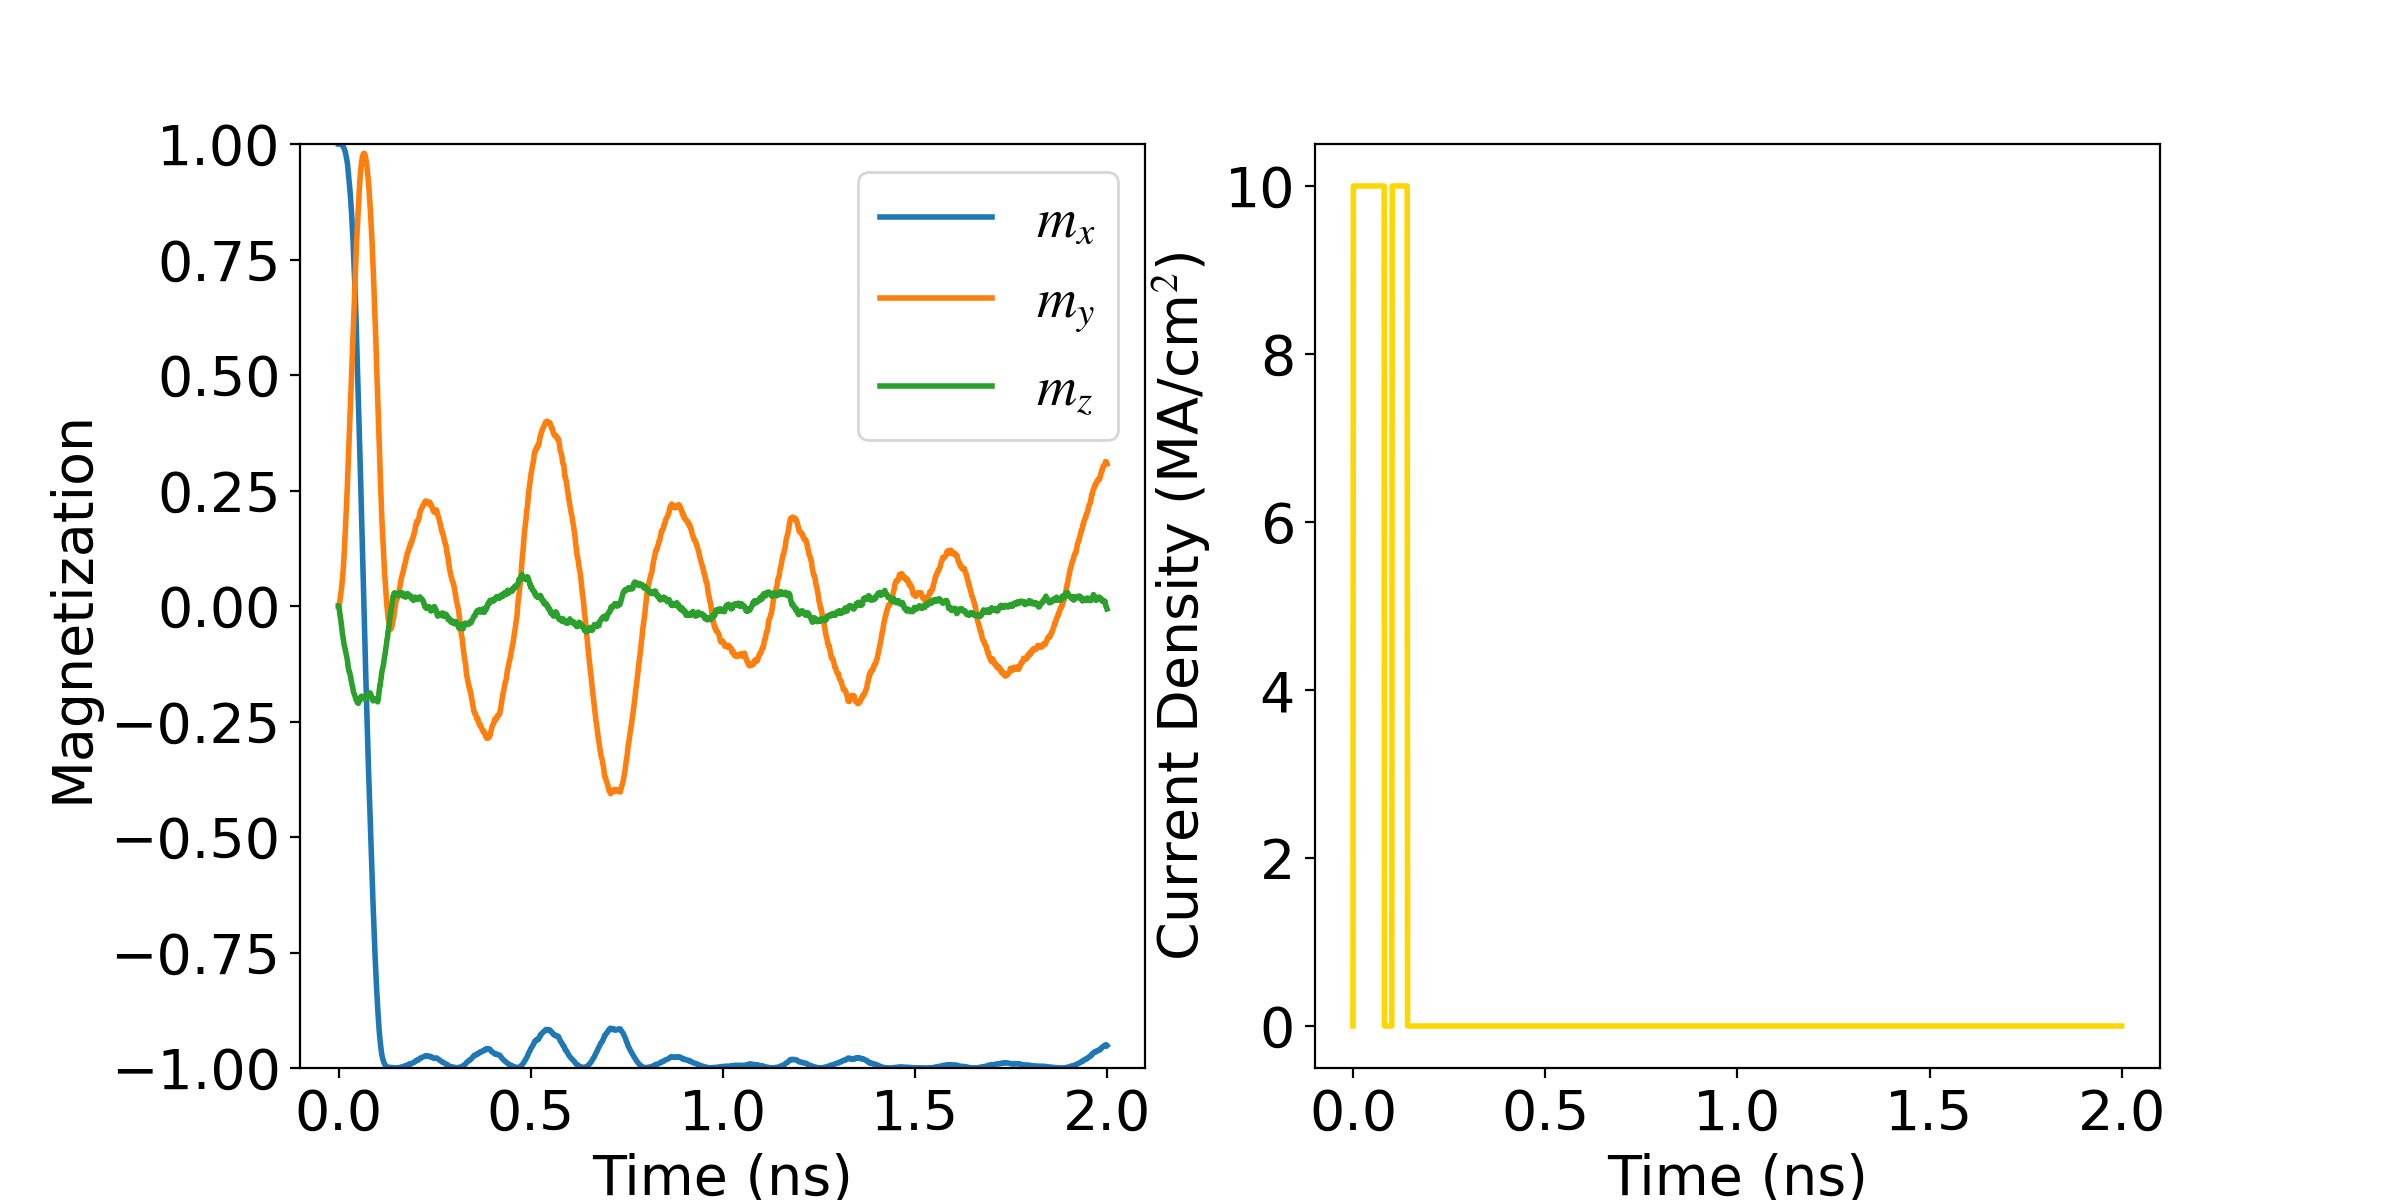 Magnetization
1.00
0.75
0.50
0.25
0.00
−0.25
−0.50
−0.75
−1.00
0.0 0.5 1.0 1.5 2.0
Time (ns)
m_x
m_y
m_z
Current Density (MA/cm²)
10
8
6
4
2
0
0.0 0.5 1.0 1.5 2.0
Time (ns)